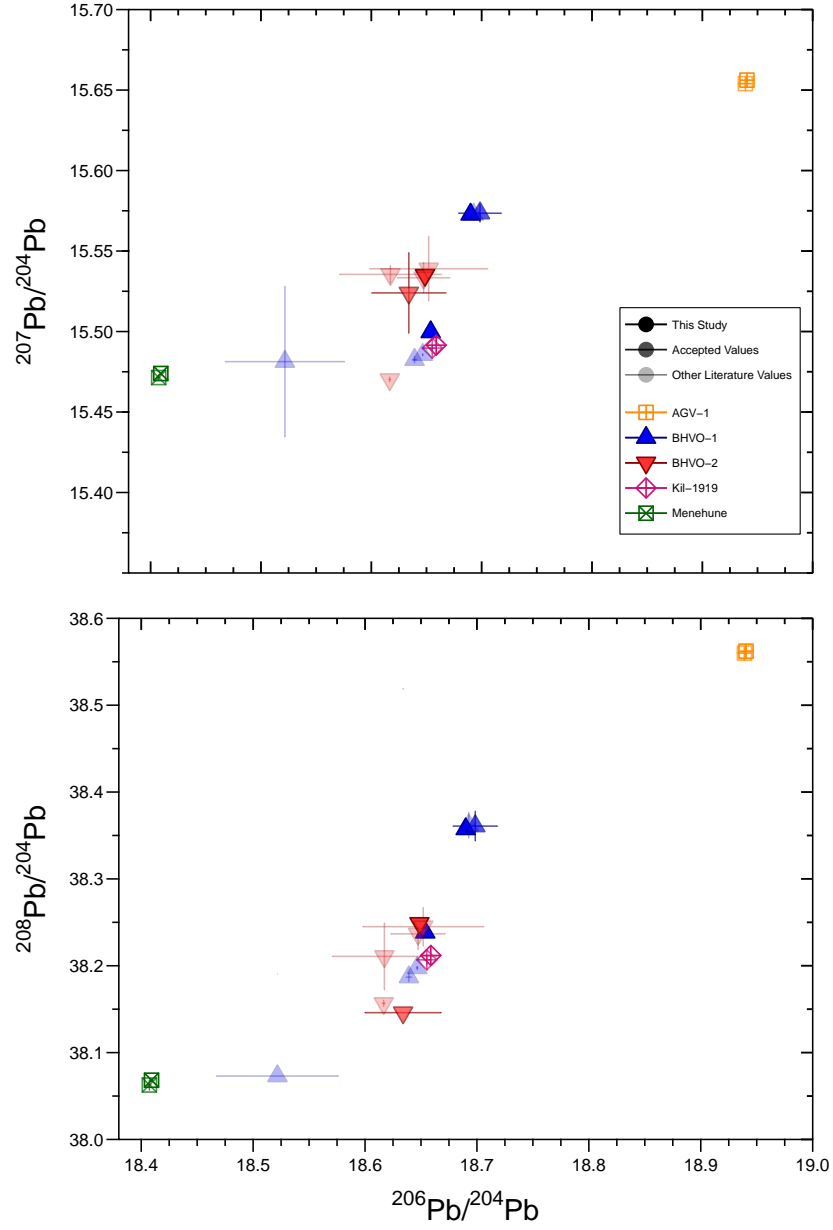 15.70
15.65
15.60
15.55
15.50
15.45
15.40
207Pb/204Pb
This Study
Accepted Values
Other Literature Values
AGV−1
BHVO−1
BHVO−2
Kil−1919
Menehune
38.6
38.5
38.4
38.3
38.2
38.1
38.0
208Pb/204Pb
18.4 18.5 18.6 18.7 18.8 18.9 19.0
206Pb/204Pb